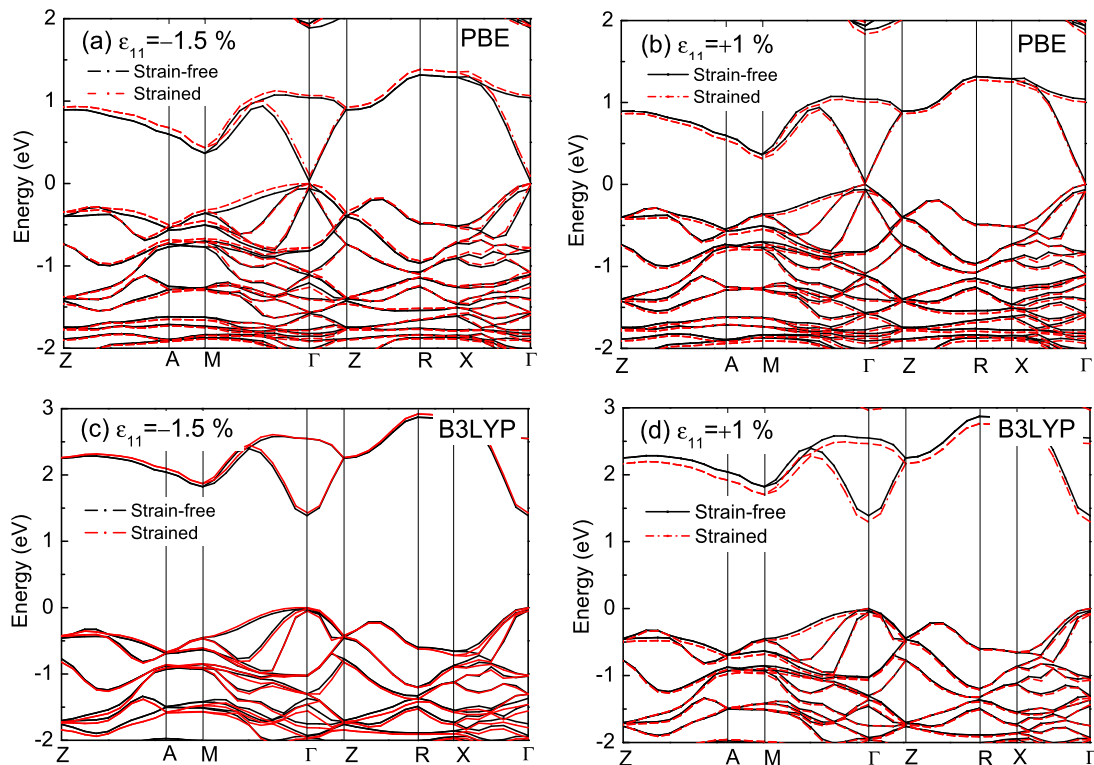 (a) ε₁₁=−1.5 % PBE
Strain-free
Strained
Energy (eV)
2
1
0
-1
-2
Z A M Γ Z R X Γ
(b) ε₁₁=+1 % PBE
Strain-free
Strained
Energy (eV)
2
1
0
-1
-2
Z A M Γ Z R X Γ
(c) ε₁₁=−1.5 % B3LYP
Strain-free
Strained
Energy (eV)
3
2
1
0
-1
-2
Z A M Γ Z R X Γ
(d) ε₁₁=+1 % B3LYP
Strain-free
Strained
Energy (eV)
3
2
1
0
-1
-2
Z A M Γ Z R X Γ